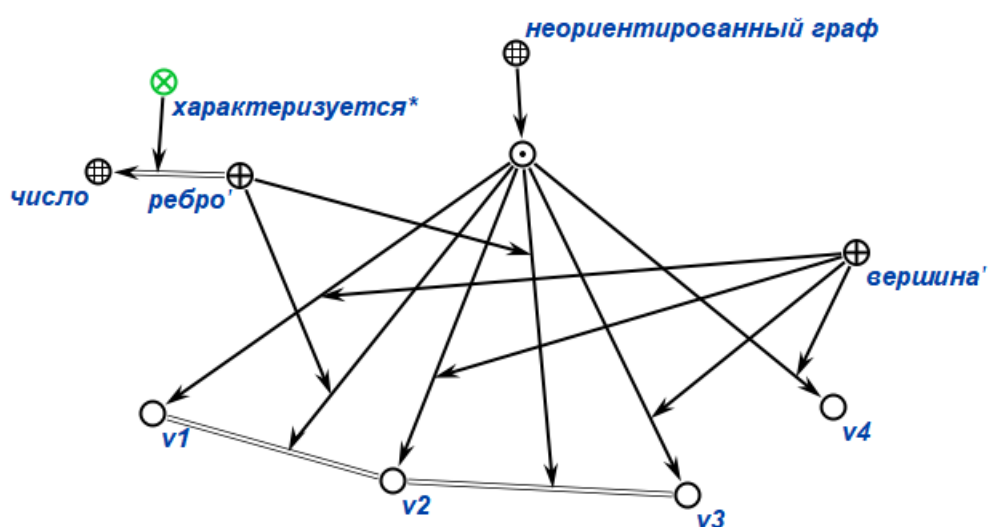 неориентированный граф
характеризуется*
число
ребро'
вершина'
v1
v2
v3
v4